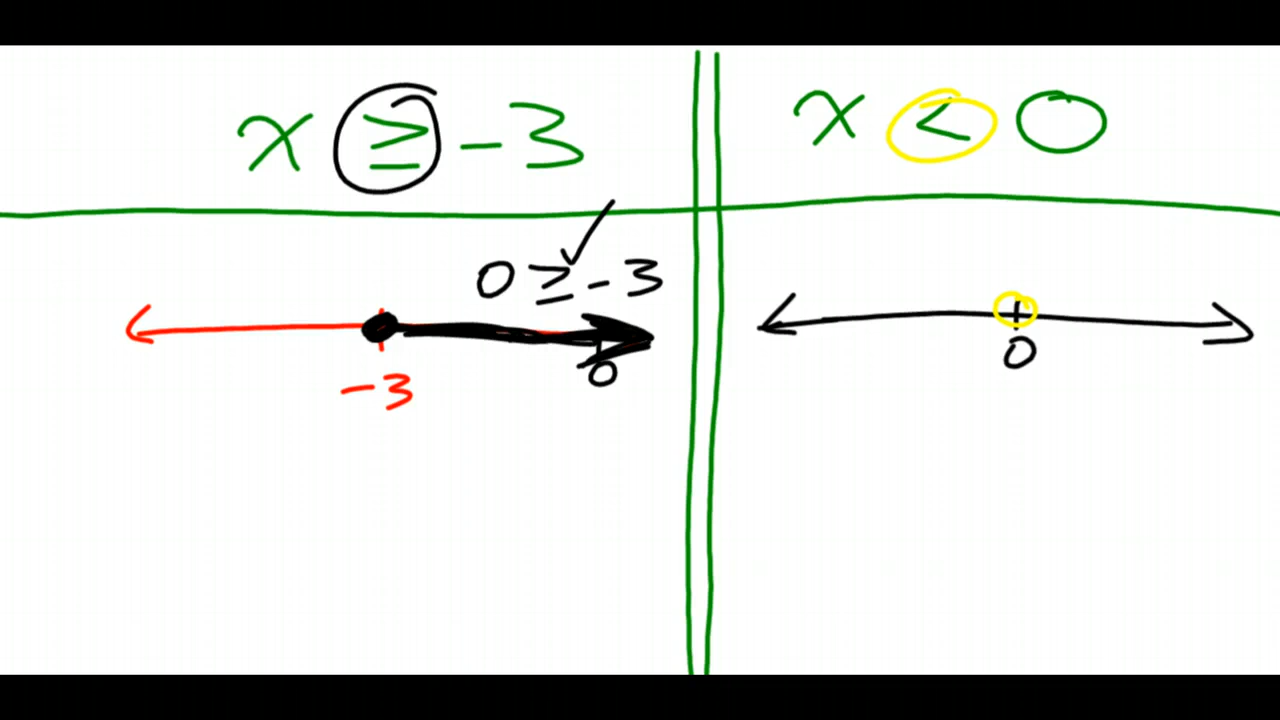 x ≥ -3
x < 0
0 ≥ -3
-3
0
0